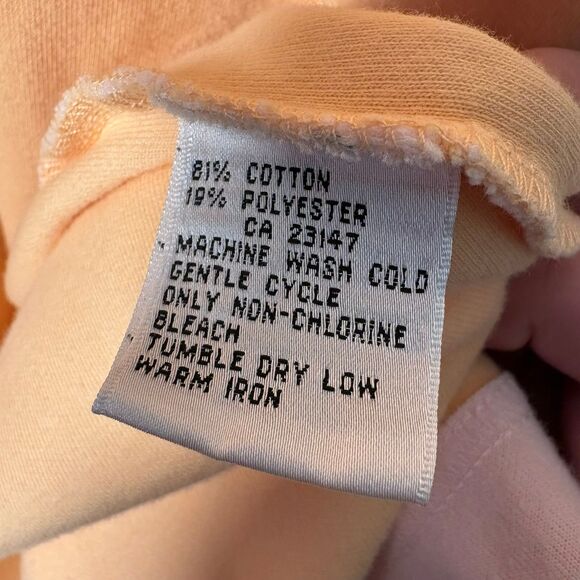 81% COTTON
19% POLYESTER
CA 23147
MACHINE WASH COLD
GENTLE CYCLE
ONLY NON-CHLORINE
BLEACH
TUMBLE DRY LOW
WARM IRON